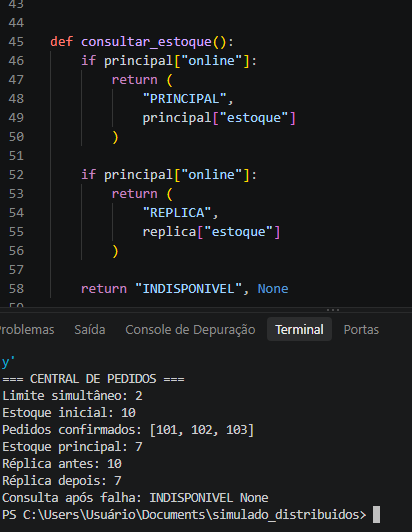 43
44
45 def consultar_estoque():
46 if principal["online"]:
47 return (
48 "PRINCIPAL",
49 principal["estoque"]
50 )
51
52 if principal["online"]:
53 return (
54 "REPLICA",
55 replica["estoque"]
56 )
57
58 return "INDISPONIVEL", None
59
roblemas Saída Console de Depuração Terminal Portas
y'
=== CENTRAL DE PEDIDOS ===
Limite simultâneo: 2
Estoque inicial: 10
Pedidos confirmados: [101, 102, 103]
Estoque principal: 7
Réplica antes: 10
Réplica depois: 7
Consulta após falha: INDISPONIVEL None
PS C:\Users\Usuário\Documents\simulado_distribuidos>